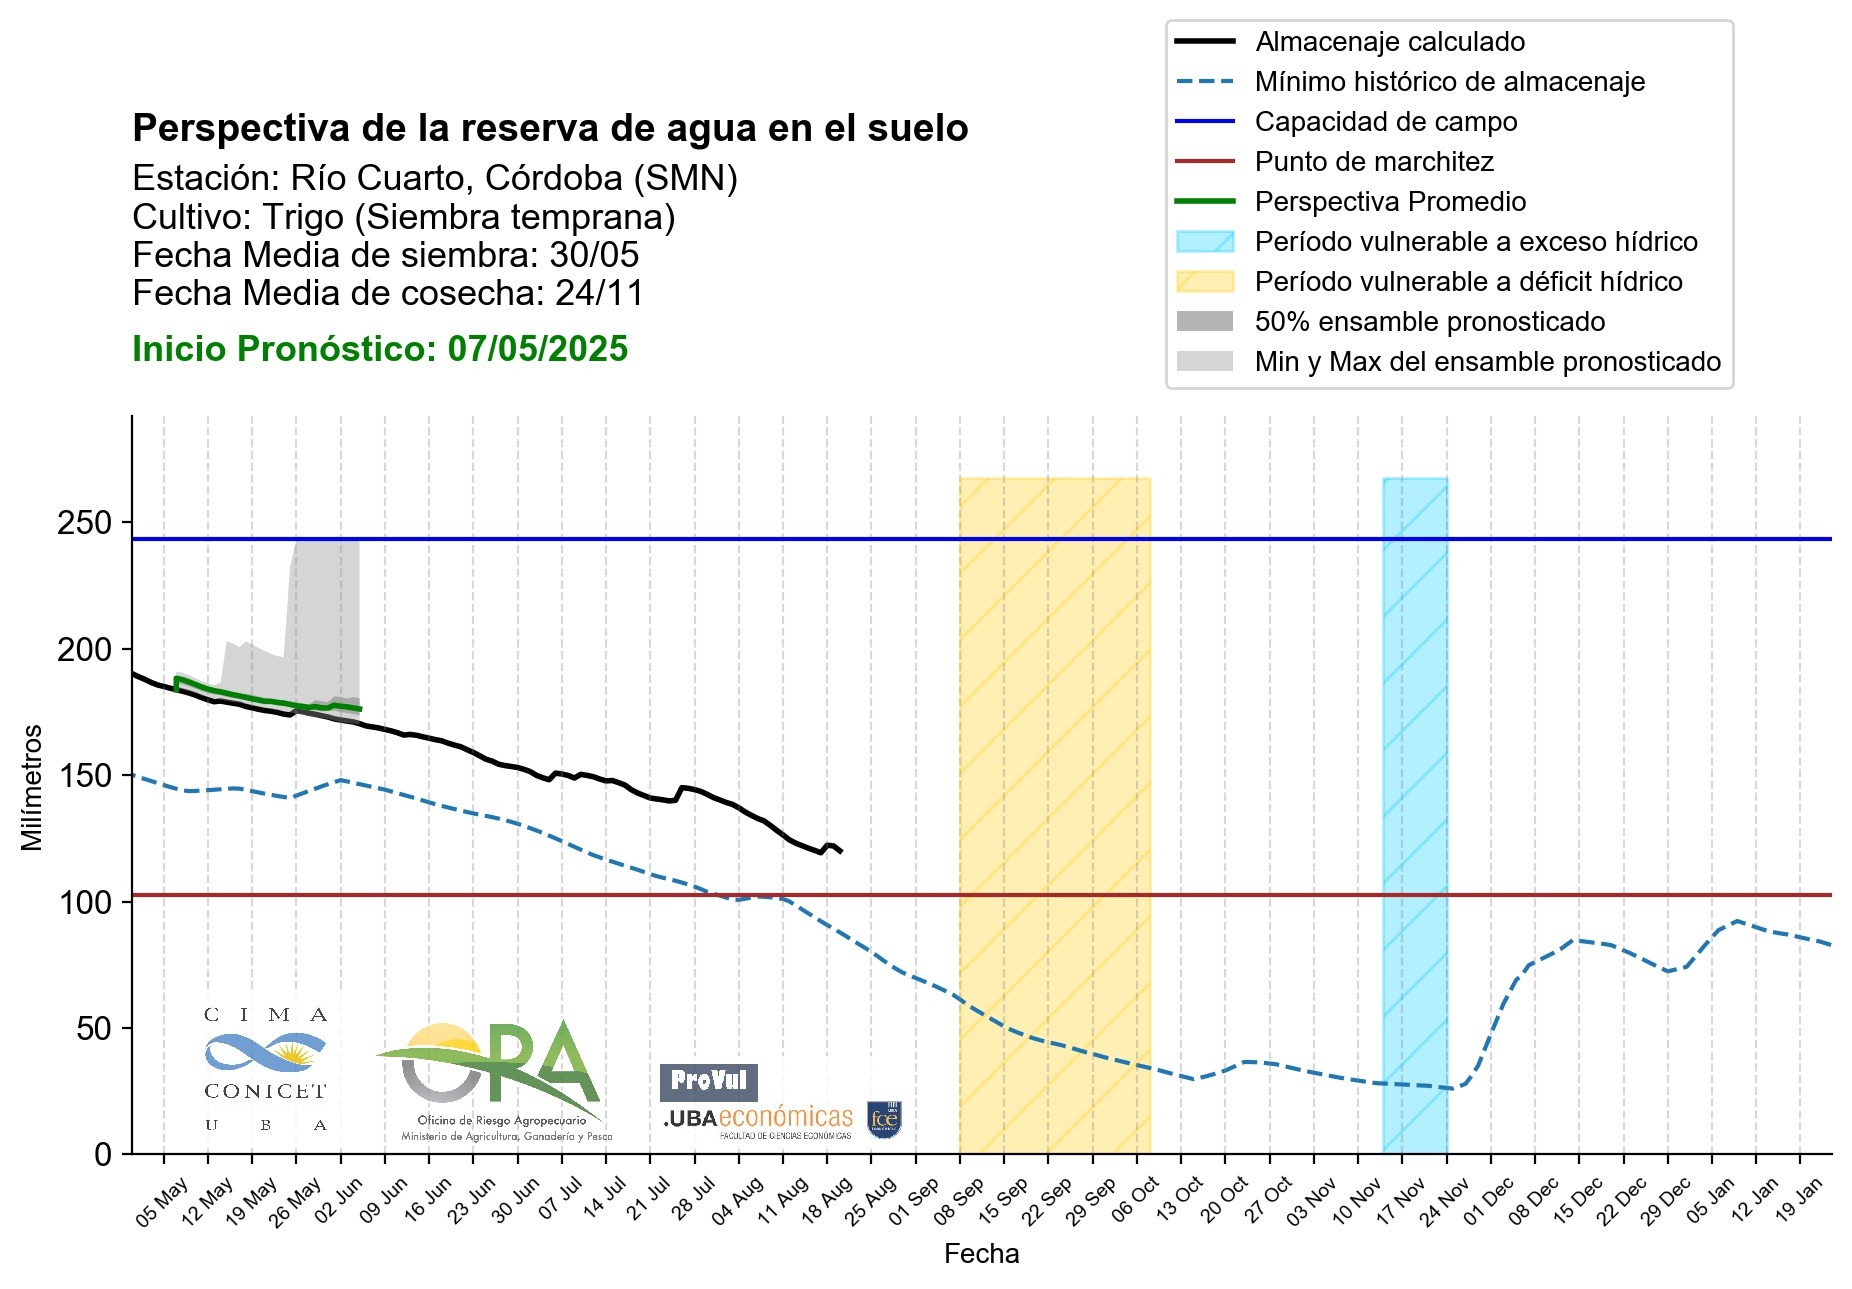 Almacenaje calculado
Mínimo histórico de almacenaje
Capacidad de campo
Punto de marchitez
Perspectiva Promedio
Período vulnerable a exceso hídrico
Período vulnerable a déficit hídrico
50% ensamble pronosticado
Min y Max del ensamble pronosticado
Perspectiva de la reserva de agua en el suelo
Estación: Río Cuarto, Córdoba (SMN)
Cultivo: Trigo (Siembra temprana)
Fecha Media de siembra: 30/05
Fecha Media de cosecha: 24/11
Inicio Pronóstico: 07/05/2025
Milímetros
250
200
150
100
50
0
C I M A
CONICET
U B A
ORA
Oficina de Riesgo Agropecuario
Ministerio de Agricultura, Ganadería y Pesca
ProVul
.UBAeconómicas
FACULTAD DE CIENCIAS ECONÓMICAS
UBA
fce
ECONÓMICAS
05 May
12 May
19 May
26 May
02 Jun
09 Jun
16 Jun
23 Jun
30 Jun
07 Jul
14 Jul
21 Jul
28 Jul
04 Aug
11 Aug
18 Aug
25 Aug
01 Sep
08 Sep
15 Sep
22 Sep
29 Sep
06 Oct
13 Oct
20 Oct
27 Oct
03 Nov
10 Nov
17 Nov
24 Nov
01 Dec
08 Dec
15 Dec
22 Dec
29 Dec
05 Jan
12 Jan
19 Jan
Fecha